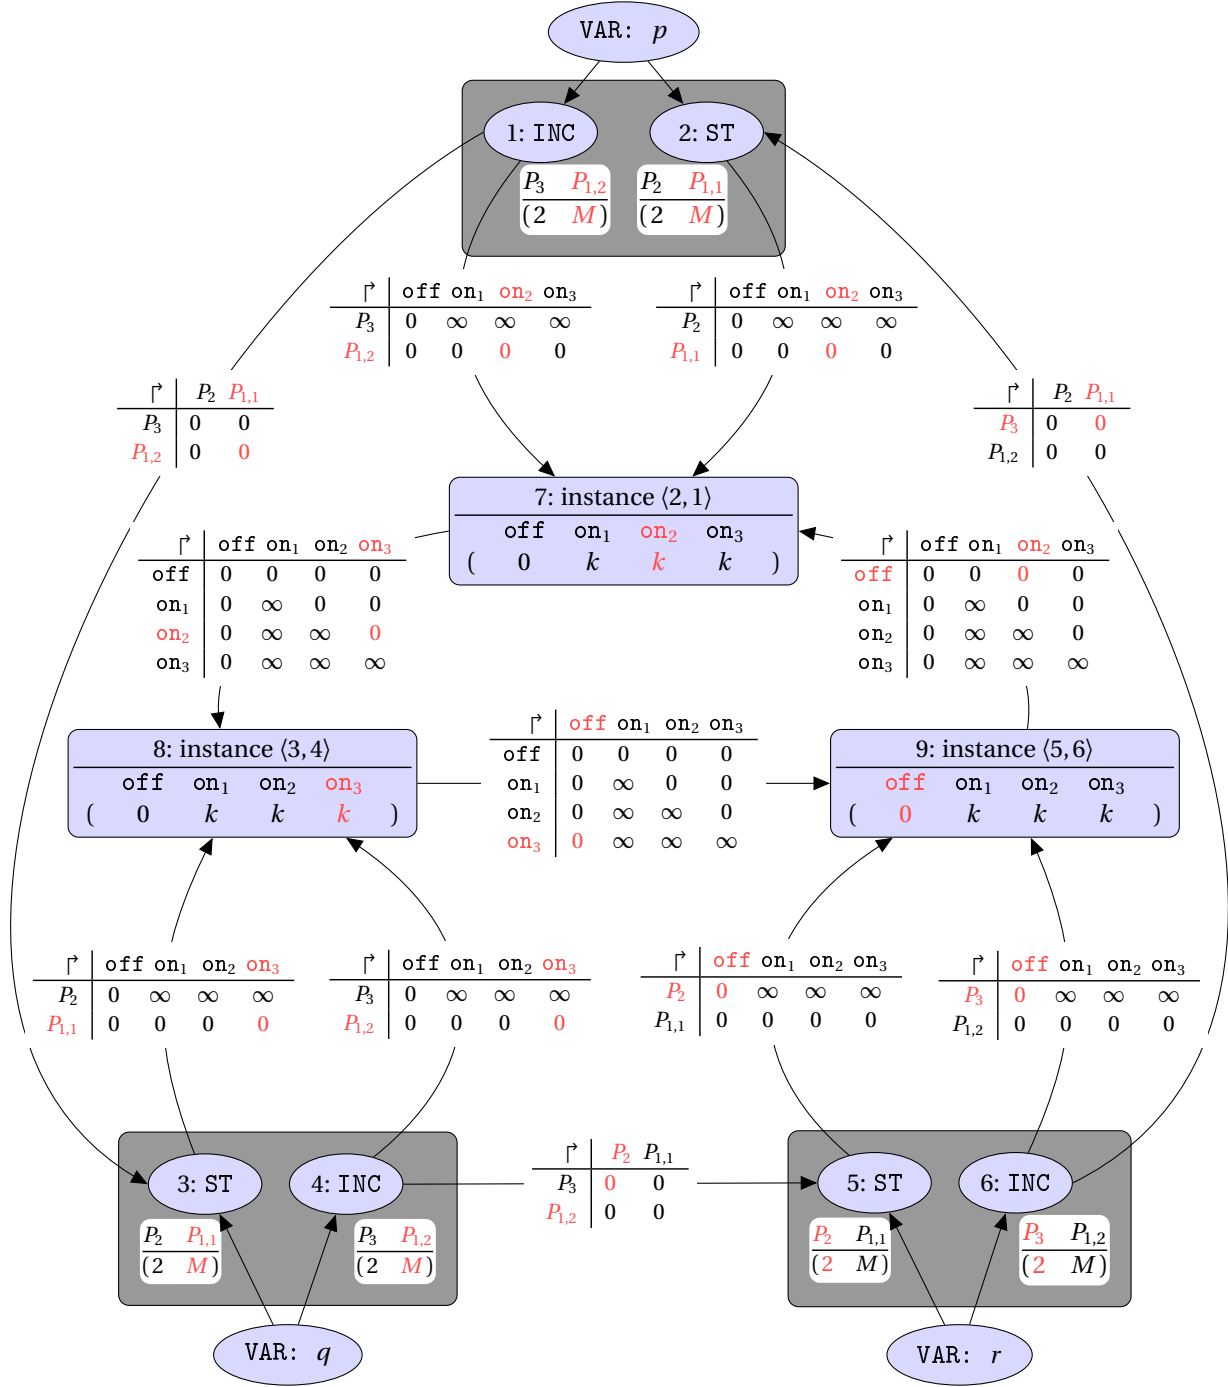 VAR: p
1: INC
2: ST
P3 P1,2
(2 M)
P2 P1,1
(2 M)
↱ off on1 on2 on3
P3 0 ∞ ∞ ∞
P1,2 0 0 0 0
↱ off on1 on2 on3
P2 0 ∞ ∞ ∞
P1,1 0 0 0 0
↱ P2 P1,1
P3 0 0
P1,2 0 0
↱ P2 P1,1
P3 0 0
P1,2 0 0
7: instance ⟨2,1⟩
off on1 on2 on3
( 0 k k k )
↱ off on1 on2 on3
off 0 0 0 0
on1 0 ∞ 0 0
on2 0 ∞ ∞ 0
on3 0 ∞ ∞ ∞
↱ off on1 on2 on3
off 0 0 0 0
on1 0 ∞ 0 0
on2 0 ∞ ∞ 0
on3 0 ∞ ∞ ∞
8: instance ⟨3,4⟩
off on1 on2 on3
( 0 k k k )
↱ off on1 on2 on3
off 0 0 0 0
on1 0 ∞ 0 0
on2 0 ∞ ∞ 0
on3 0 ∞ ∞ ∞
9: instance ⟨5,6⟩
off on1 on2 on3
( 0 k k k )
↱ off on1 on2 on3
P2 0 ∞ ∞ ∞
P1,1 0 0 0 0
↱ off on1 on2 on3
P3 0 ∞ ∞ ∞
P1,2 0 0 0 0
↱ off on1 on2 on3
P2 0 ∞ ∞ ∞
P1,1 0 0 0 0
↱ off on1 on2 on3
P3 0 ∞ ∞ ∞
P1,2 0 0 0 0
3: ST
4: INC
P2 P1,1
(2 M)
P3 P1,2
(2 M)
↱ P2 P1,1
P3 0 0
P1,2 0 0
5: ST
6: INC
P2 P1,1
(2 M)
P3 P1,2
(2 M)
VAR: q
VAR: r